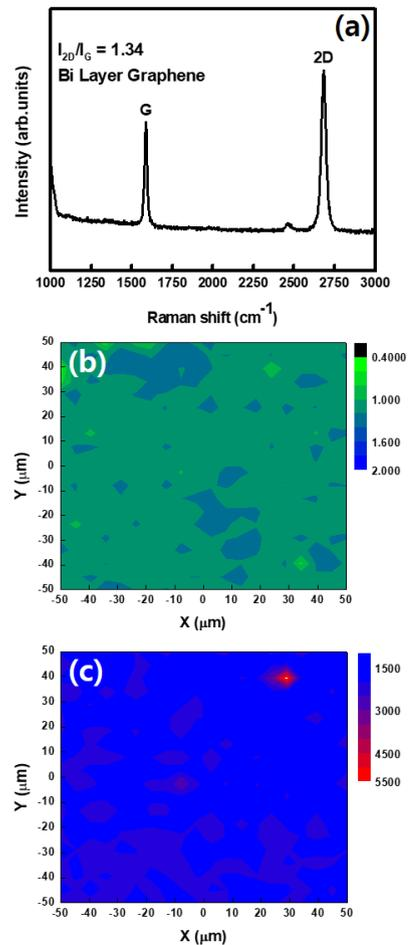 (a)
I2D/IG = 1.34
Bi Layer Graphene
G
2D
Intensity (arb.units)
1000 1250 1500 1750 2000 2250 2500 2750 3000
Raman shift (cm-1)
(b)
50
40
30
20
10
0
-10
-20
-30
-40
-50
Y (μm)
-50 -40 -30 -20 -10 0 10 20 30 40 50
X (μm)
0.4000
1.000
1.600
2.000
(c)
50
40
30
20
10
0
-10
-20
-30
-40
-50
Y (μm)
-50 -40 -30 -20 -10 0 10 20 30 40 50
X (μm)
1500
3000
4500
5500